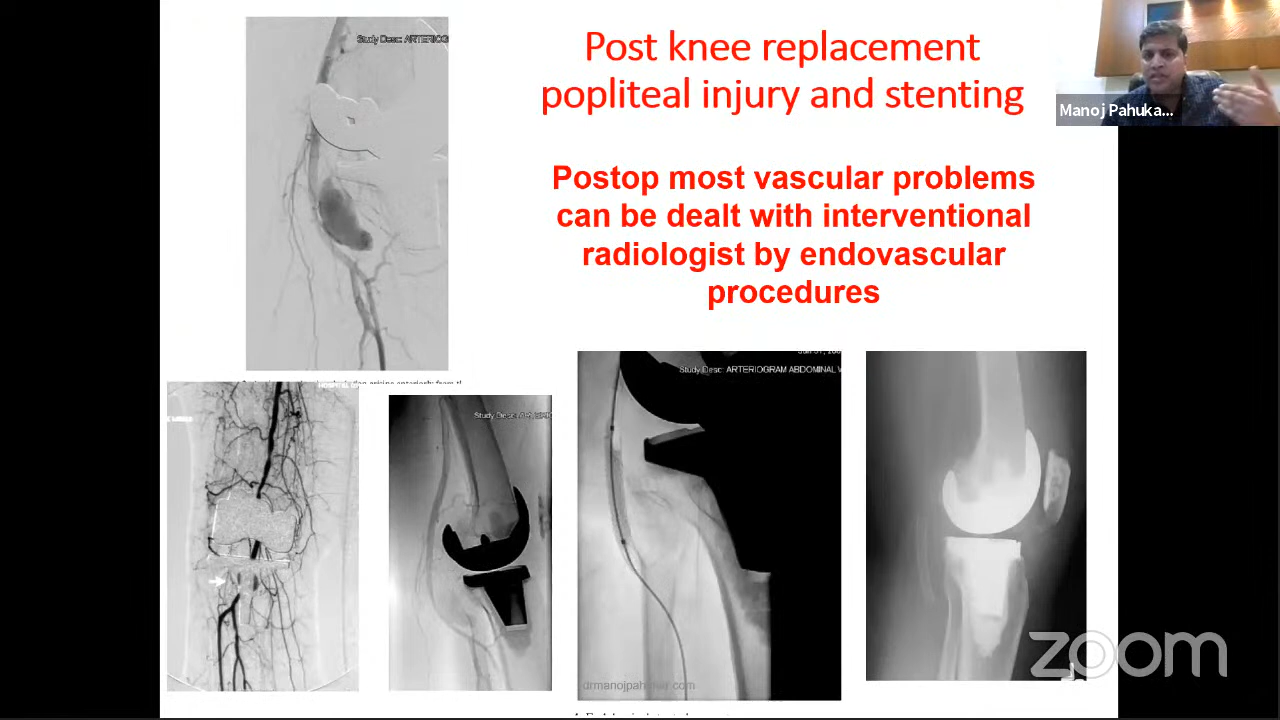 Study Desc: ARTERIOG
Post knee replacement
popliteal injury and stenting
Manoj Pahuka...
Postop most vascular problems
can be dealt with interventional
radiologist by endovascular
procedures
Study Desc: ARTERIOGRAM ABDOMINAL V
Study Desc:
drmanojpahukar.com
zoom